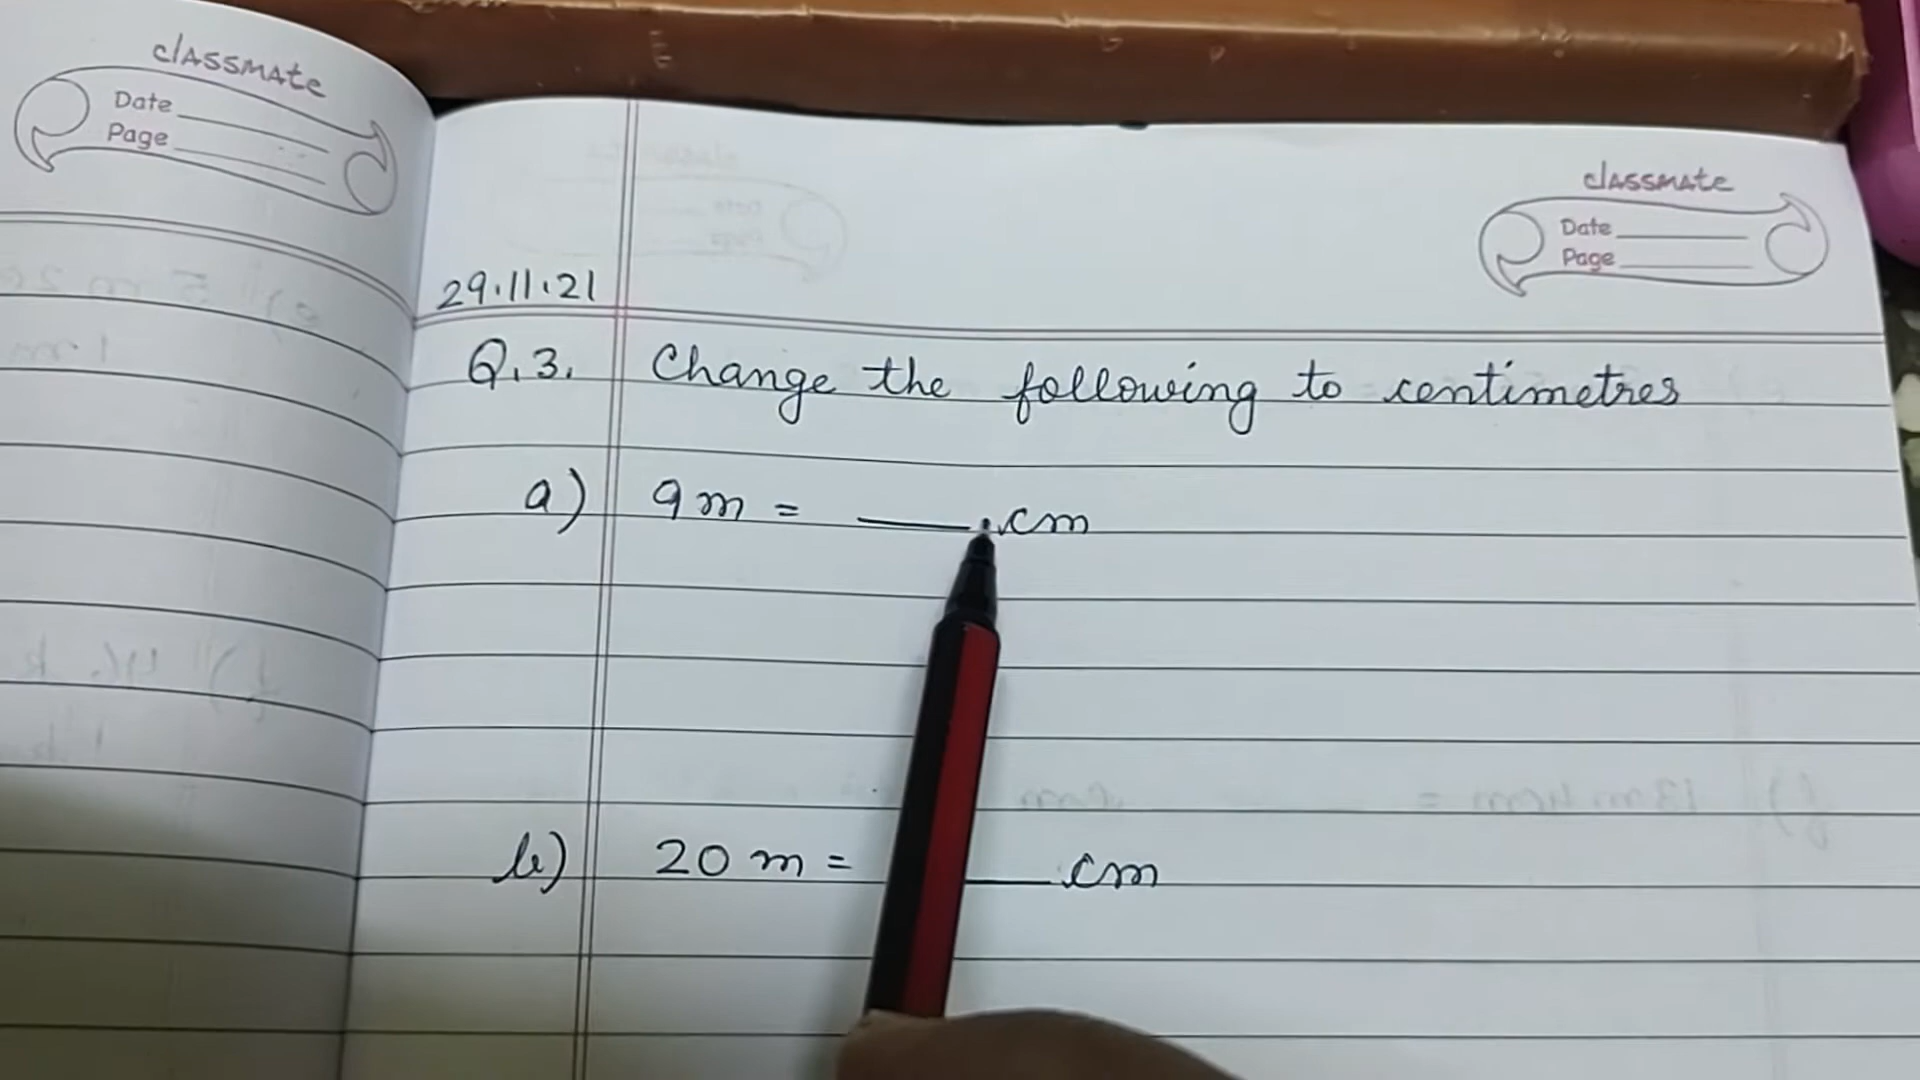 classmate
Date
Page
classmate
Date
Page
29.11.21
Q.3. Change the following to centimetres
a) 9 m = ____ cm
b) 20 m = ____ cm